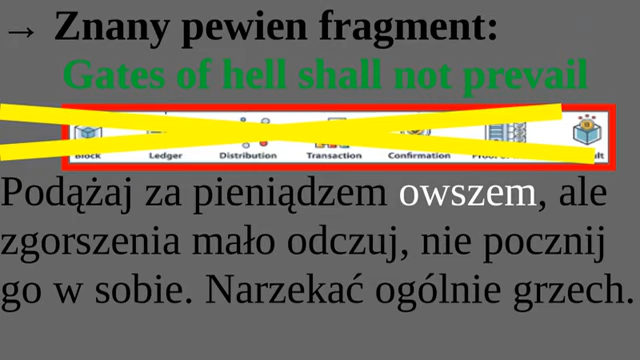 → Znany pewien fragment:
Gates of hell shall not prevail
Block Ledger Distribution Transaction Confirmation
Podążaj za pieniądzem owszem, ale
zgorszenia mało odczuj, nie pocznij
go w sobie. Narzekać ogólnie grzech.